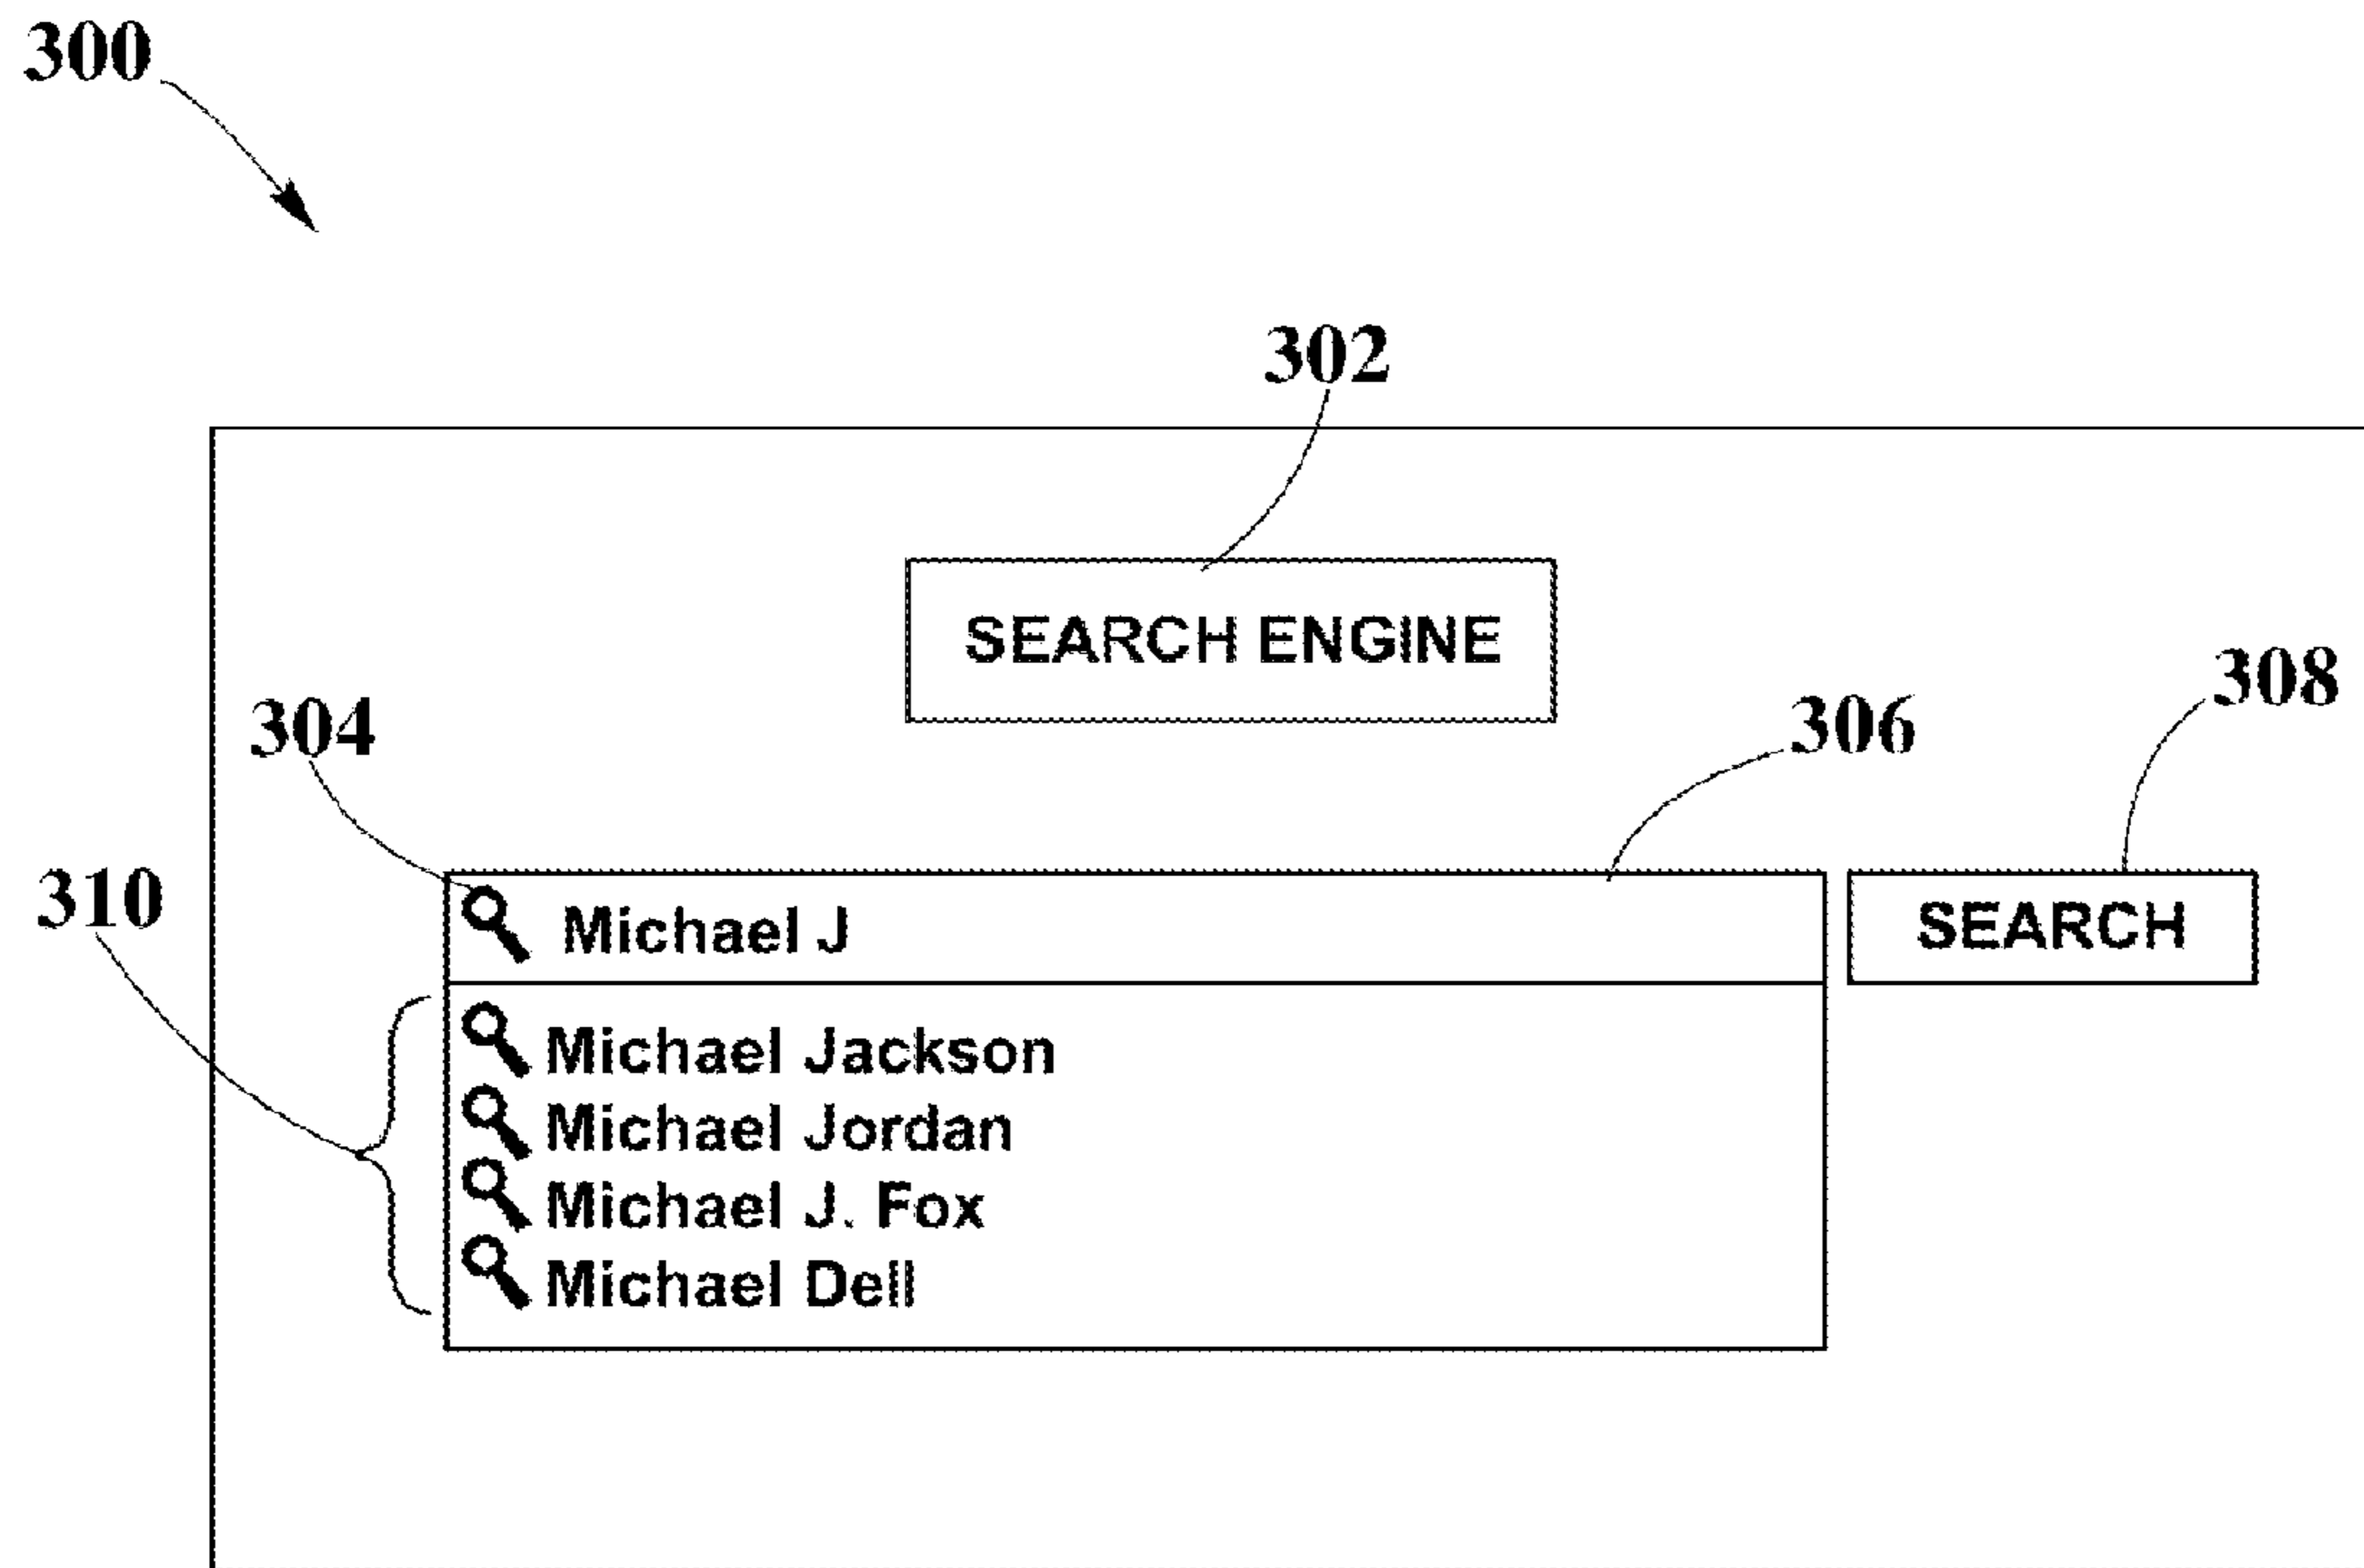 300
302
SEARCH ENGINE
304
306
308
310
Michael J
SEARCH
Michael Jackson
Michael Jordan
Michael J. Fox
Michael Dell